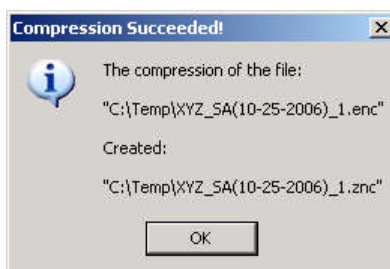 Compression Succeeded!
The compression of the file:
"C:\Temp\XYZ_SA(10-25-2006)_1.enc"
Created:
"C:\Temp\XYZ_SA(10-25-2006)_1.znc"
OK